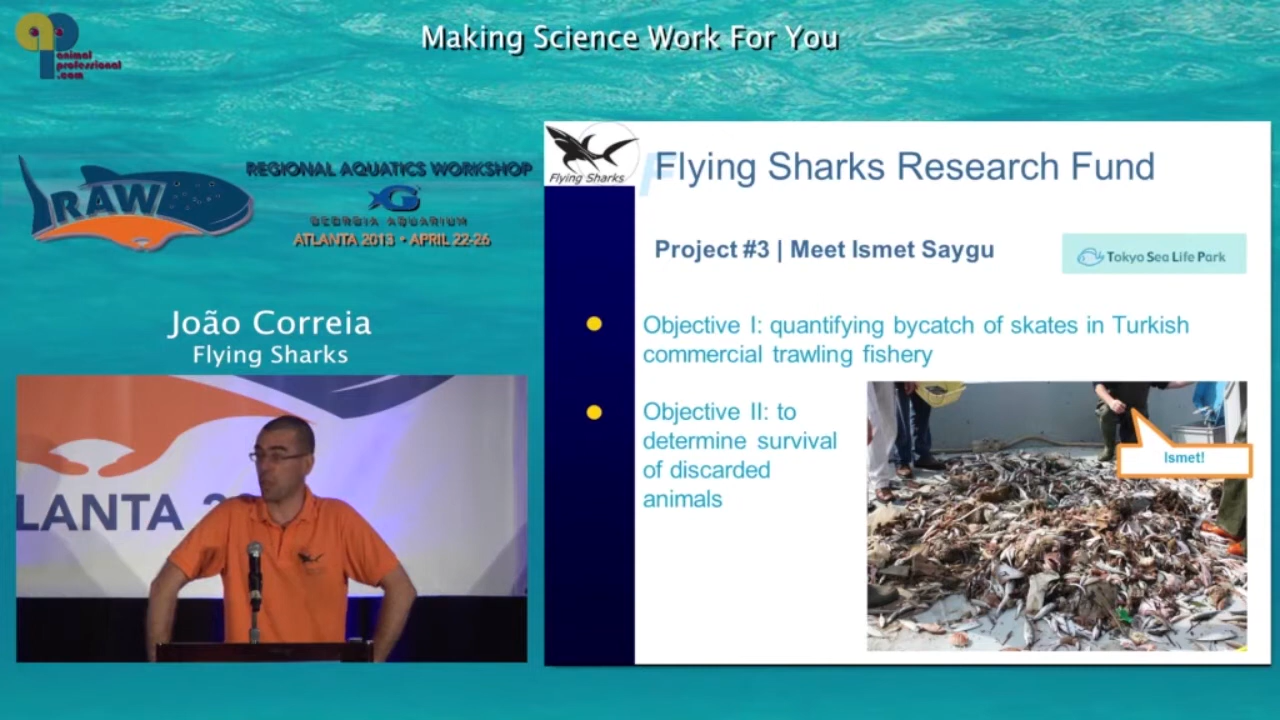 Making Science Work For You
ap
animal
professional
.com
RAW
REGIONAL AQUATICS WORKSHOP
GEORGIA AQUARIUM
ATLANTA 2013 • APRIL 22-26
João Correia
Flying Sharks
LANTA 2
Flying Sharks
Flying Sharks Research Fund
Project #3 | Meet Ismet Saygu
Tokyo Sea Life Park
Objective I: quantifying bycatch of skates in Turkish
commercial trawling fishery
Objective II: to
determine survival
of discarded
animals
Ismet!